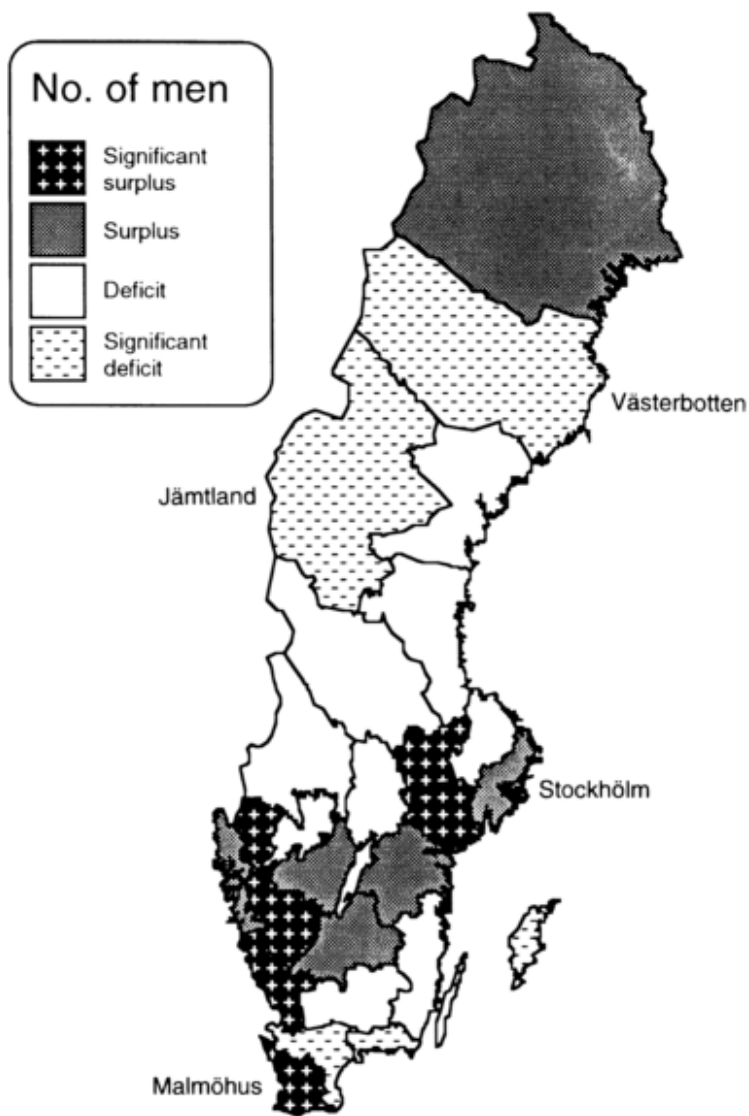 No. of men
Significant
surplus
Surplus
Deficit
Significant
deficit
Västerbotten
Jämtland
Stockhölm
Malmöhus